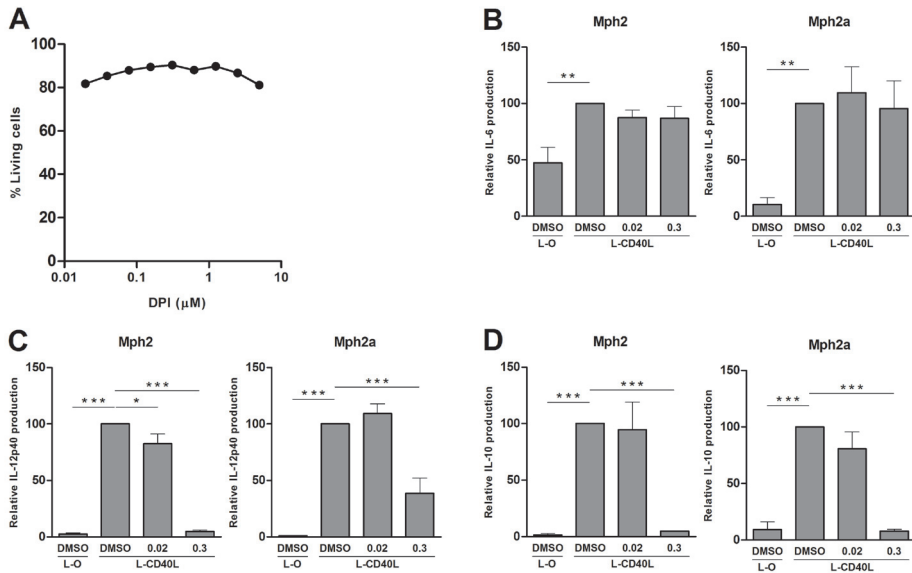 A
100
80
60
40
20
0
% Living cells
0.01 0.1 1 10
DPI (μM)
B
Mph2
150
100
50
0
Relative IL-6 production
**
DMSO DMSO 0.02 0.3
L-O L-CD40L
Mph2a
150
100
50
0
Relative IL-6 production
**
DMSO DMSO 0.02 0.3
L-O L-CD40L
C
Mph2
150
100
50
0
Relative IL-12p40 production
***
*** *
DMSO DMSO 0.02 0.3
L-O L-CD40L
Mph2a
150
100
50
0
Relative IL-12p40 production
*** ***
DMSO DMSO 0.02 0.3
L-O L-CD40L
D
Mph2
150
100
50
0
Relative IL-10 production
*** ***
DMSO DMSO 0.02 0.3
L-O L-CD40L
Mph2a
150
100
50
0
Relative IL-10 production
*** ***
DMSO DMSO 0.02 0.3
L-O L-CD40L